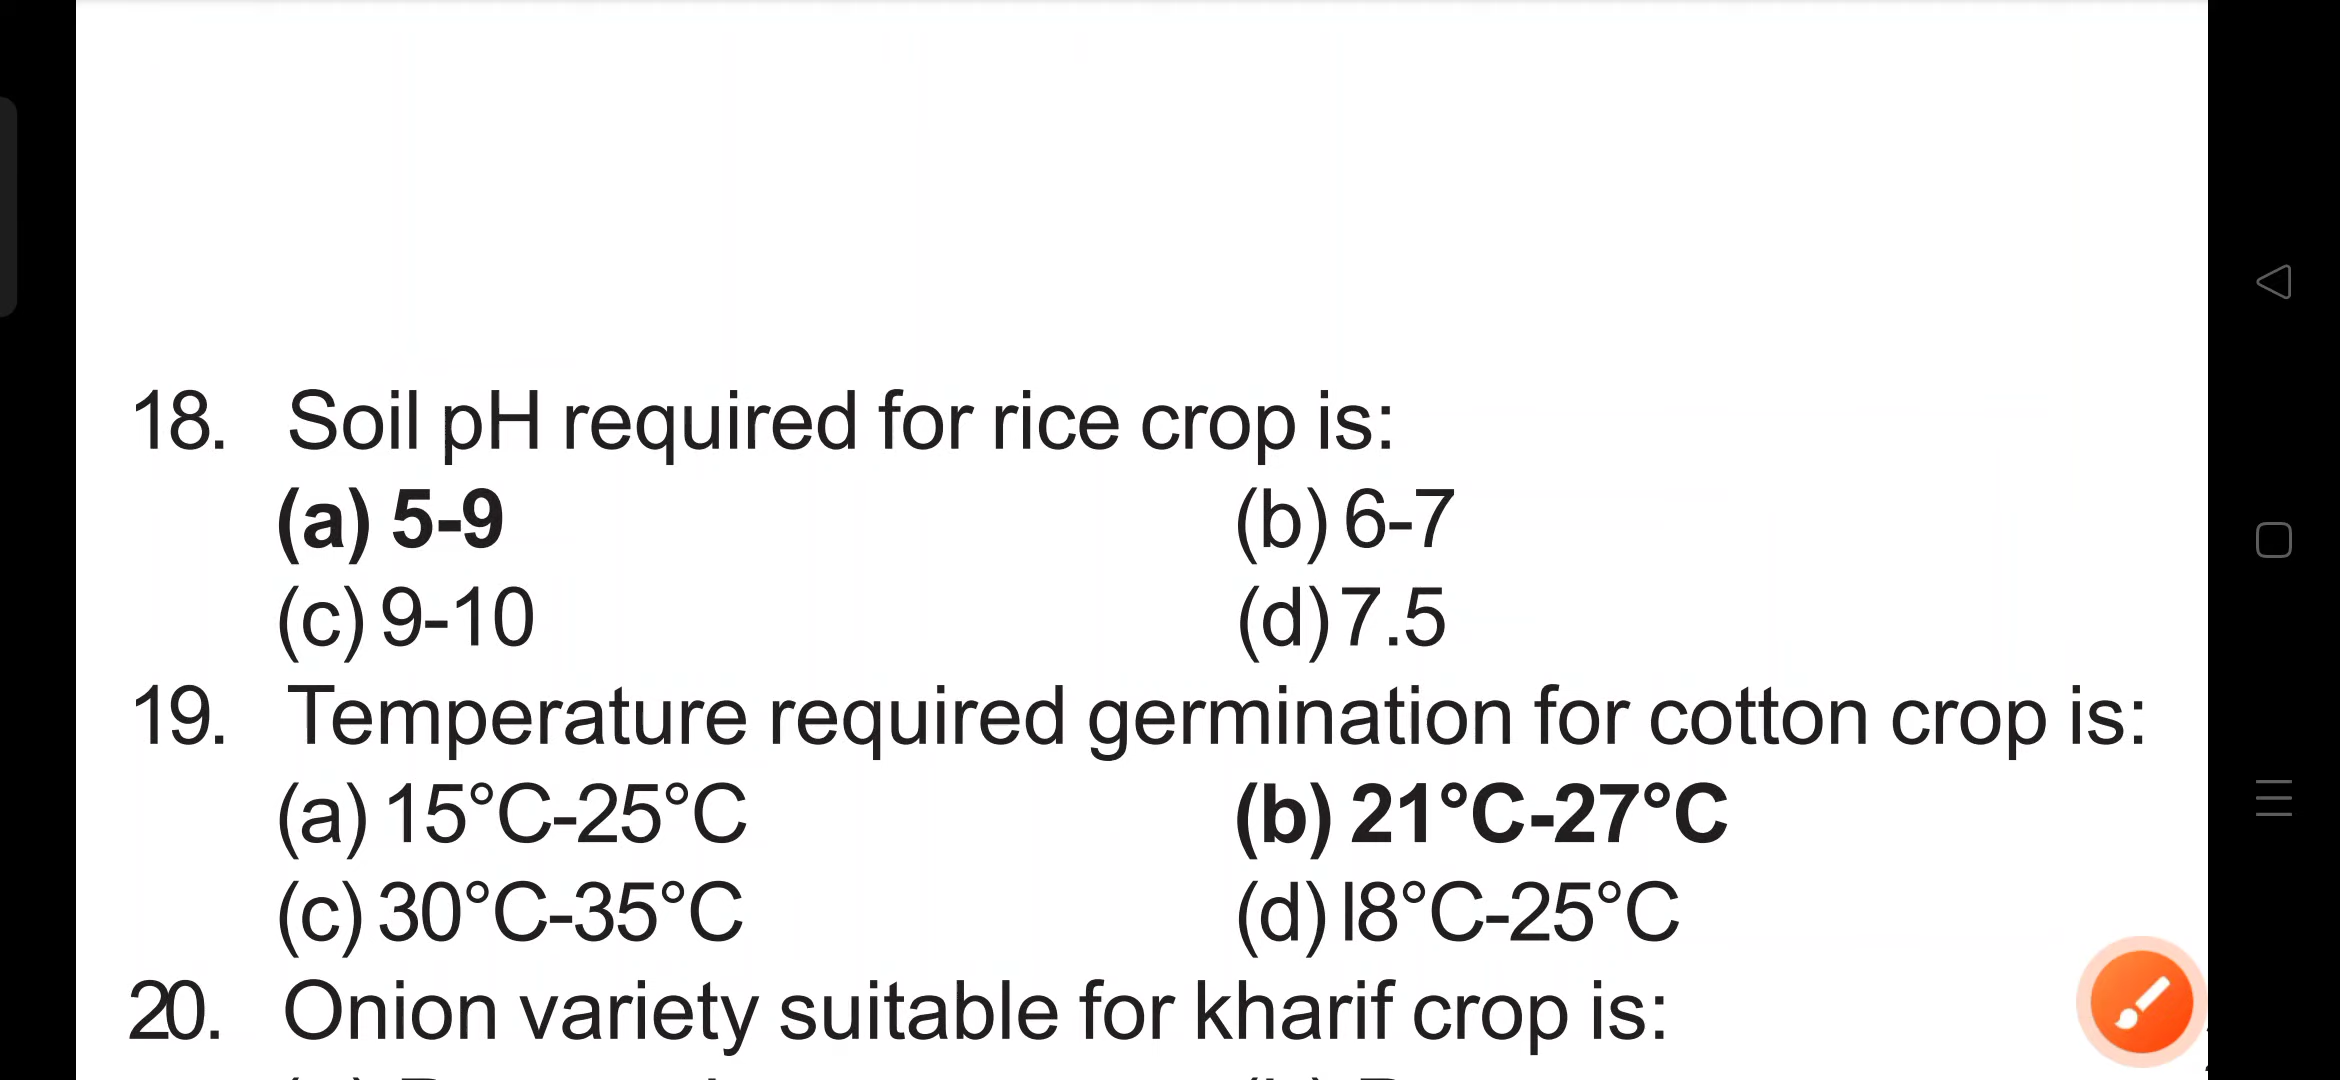 18. Soil pH required for rice crop is:
(a) 5-9 (b) 6-7
(c) 9-10 (d) 7.5
19. Temperature required germination for cotton crop is:
(a) 15°C-25°C (b) 21°C-27°C
(c) 30°C-35°C (d) l8°C-25°C
20. Onion variety suitable for kharif crop is: